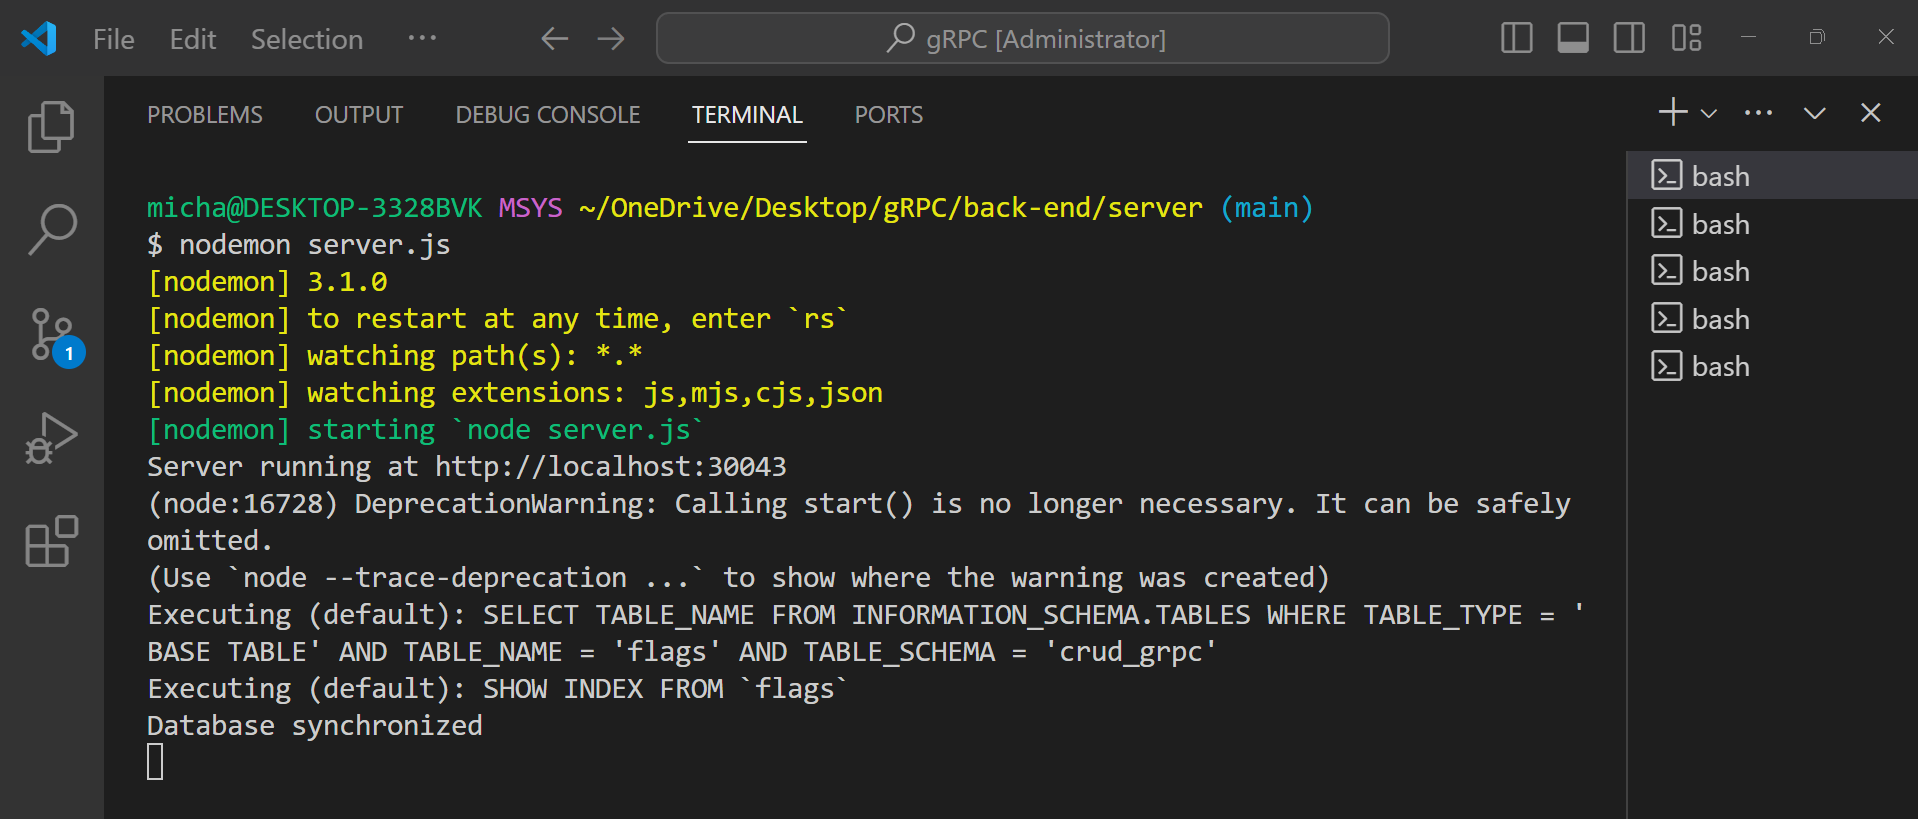 File Edit Selection ··· gRPC [Administrator]
PROBLEMS OUTPUT DEBUG CONSOLE TERMINAL PORTS
micha@DESKTOP-3328BVK MSYS ~/OneDrive/Desktop/gRPC/back-end/server (main)
$ nodemon server.js
[nodemon] 3.1.0
[nodemon] to restart at any time, enter `rs`
[nodemon] watching path(s): *.*
[nodemon] watching extensions: js,mjs,cjs,json
[nodemon] starting `node server.js`
Server running at http://localhost:30043
(node:16728) DeprecationWarning: Calling start() is no longer necessary. It can be safely
omitted.
(Use `node --trace-deprecation ...` to show where the warning was created)
Executing (default): SELECT TABLE_NAME FROM INFORMATION_SCHEMA.TABLES WHERE TABLE_TYPE = '
BASE TABLE' AND TABLE_NAME = 'flags' AND TABLE_SCHEMA = 'crud_grpc'
Executing (default): SHOW INDEX FROM `flags`
Database synchronized
bash
bash
bash
bash
bash
1